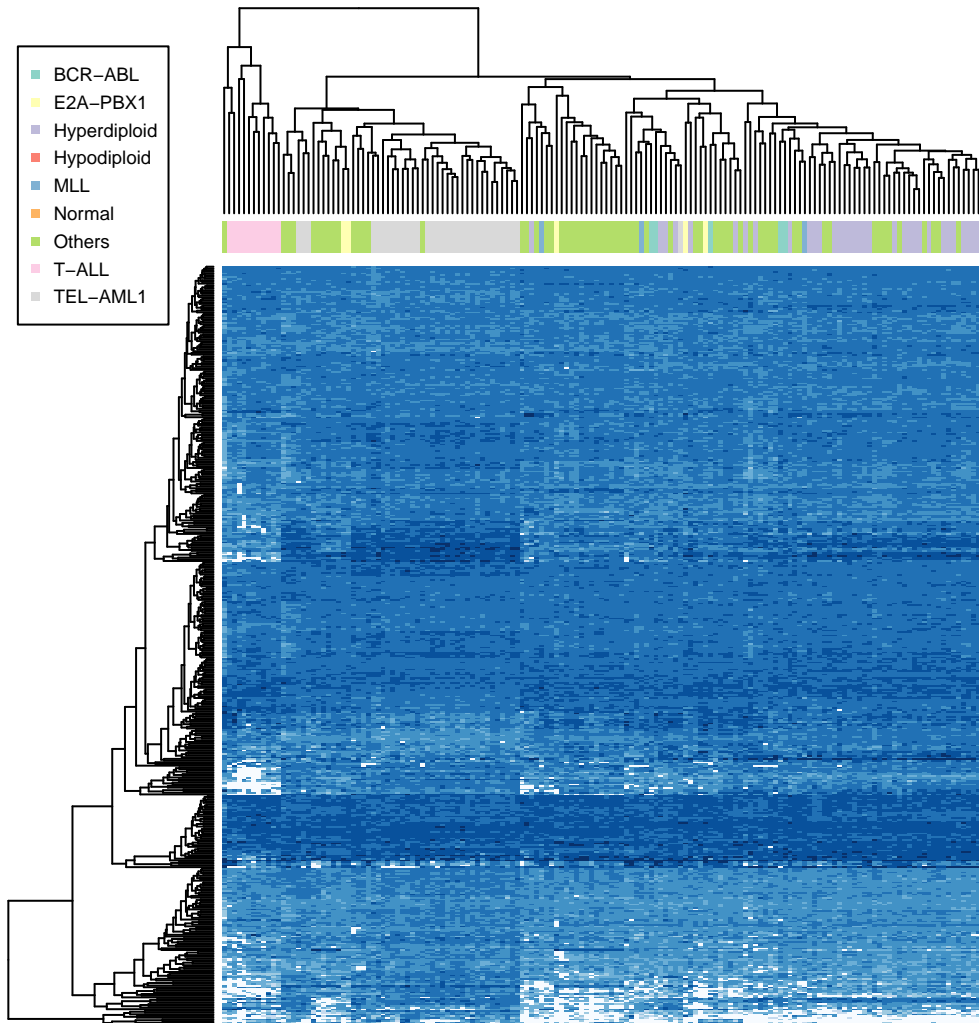 BCR−ABL
E2A−PBX1
Hyperdiploid
Hypodiploid
MLL
Normal
Others
T−ALL
TEL−AML1